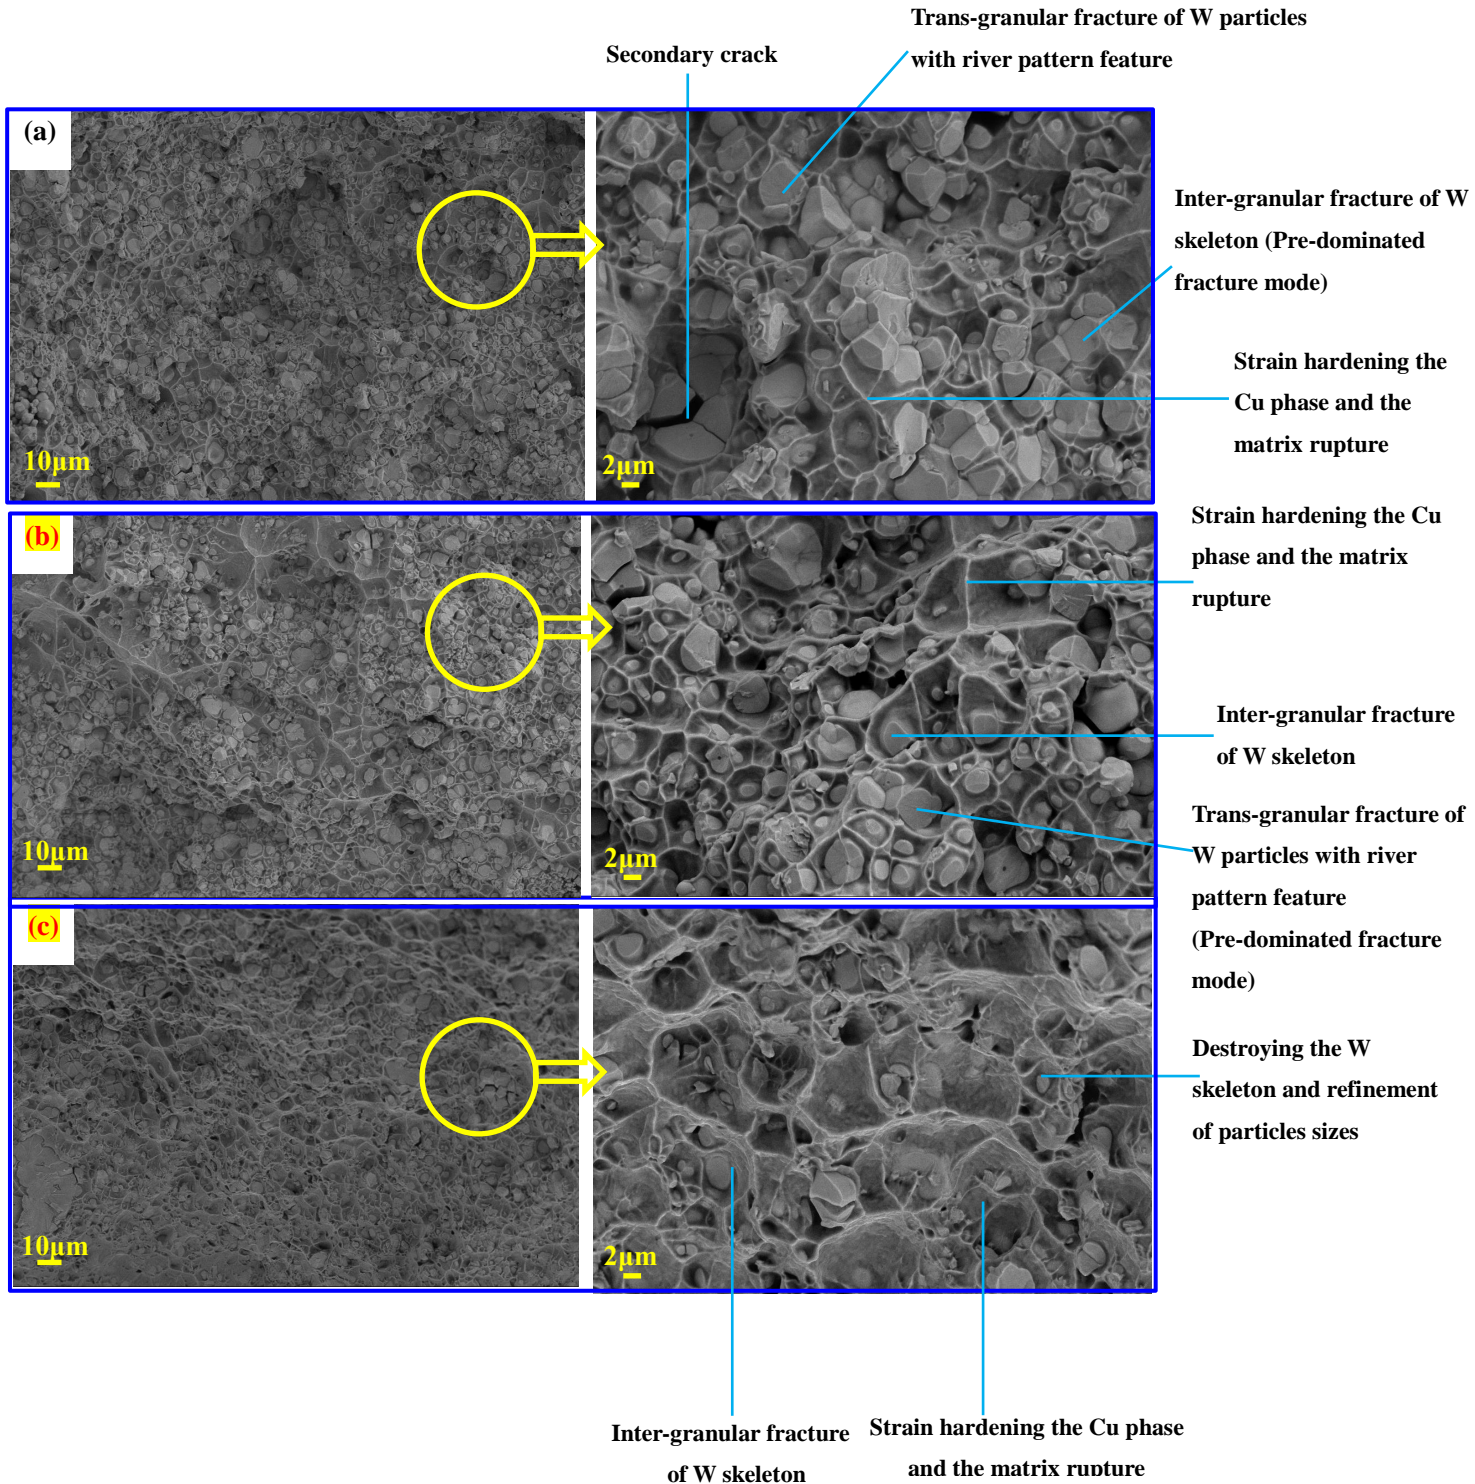 Trans-granular fracture of W particles
with river pattern feature
Secondary crack
(a)
10μm
2μm
Inter-granular fracture of W
skeleton (Pre-dominated
fracture mode)
Strain hardening the
Cu phase and the
matrix rupture
(b)
10μm
2μm
Strain hardening the Cu
phase and the matrix
rupture
Inter-granular fracture
of W skeleton
Trans-granular fracture of
W particles with river
pattern feature
(Pre-dominated fracture
mode)
(c)
10μm
2μm
Destroying the W
skeleton and refinement
of particles sizes
Inter-granular fracture
of W skeleton
Strain hardening the Cu phase
and the matrix rupture